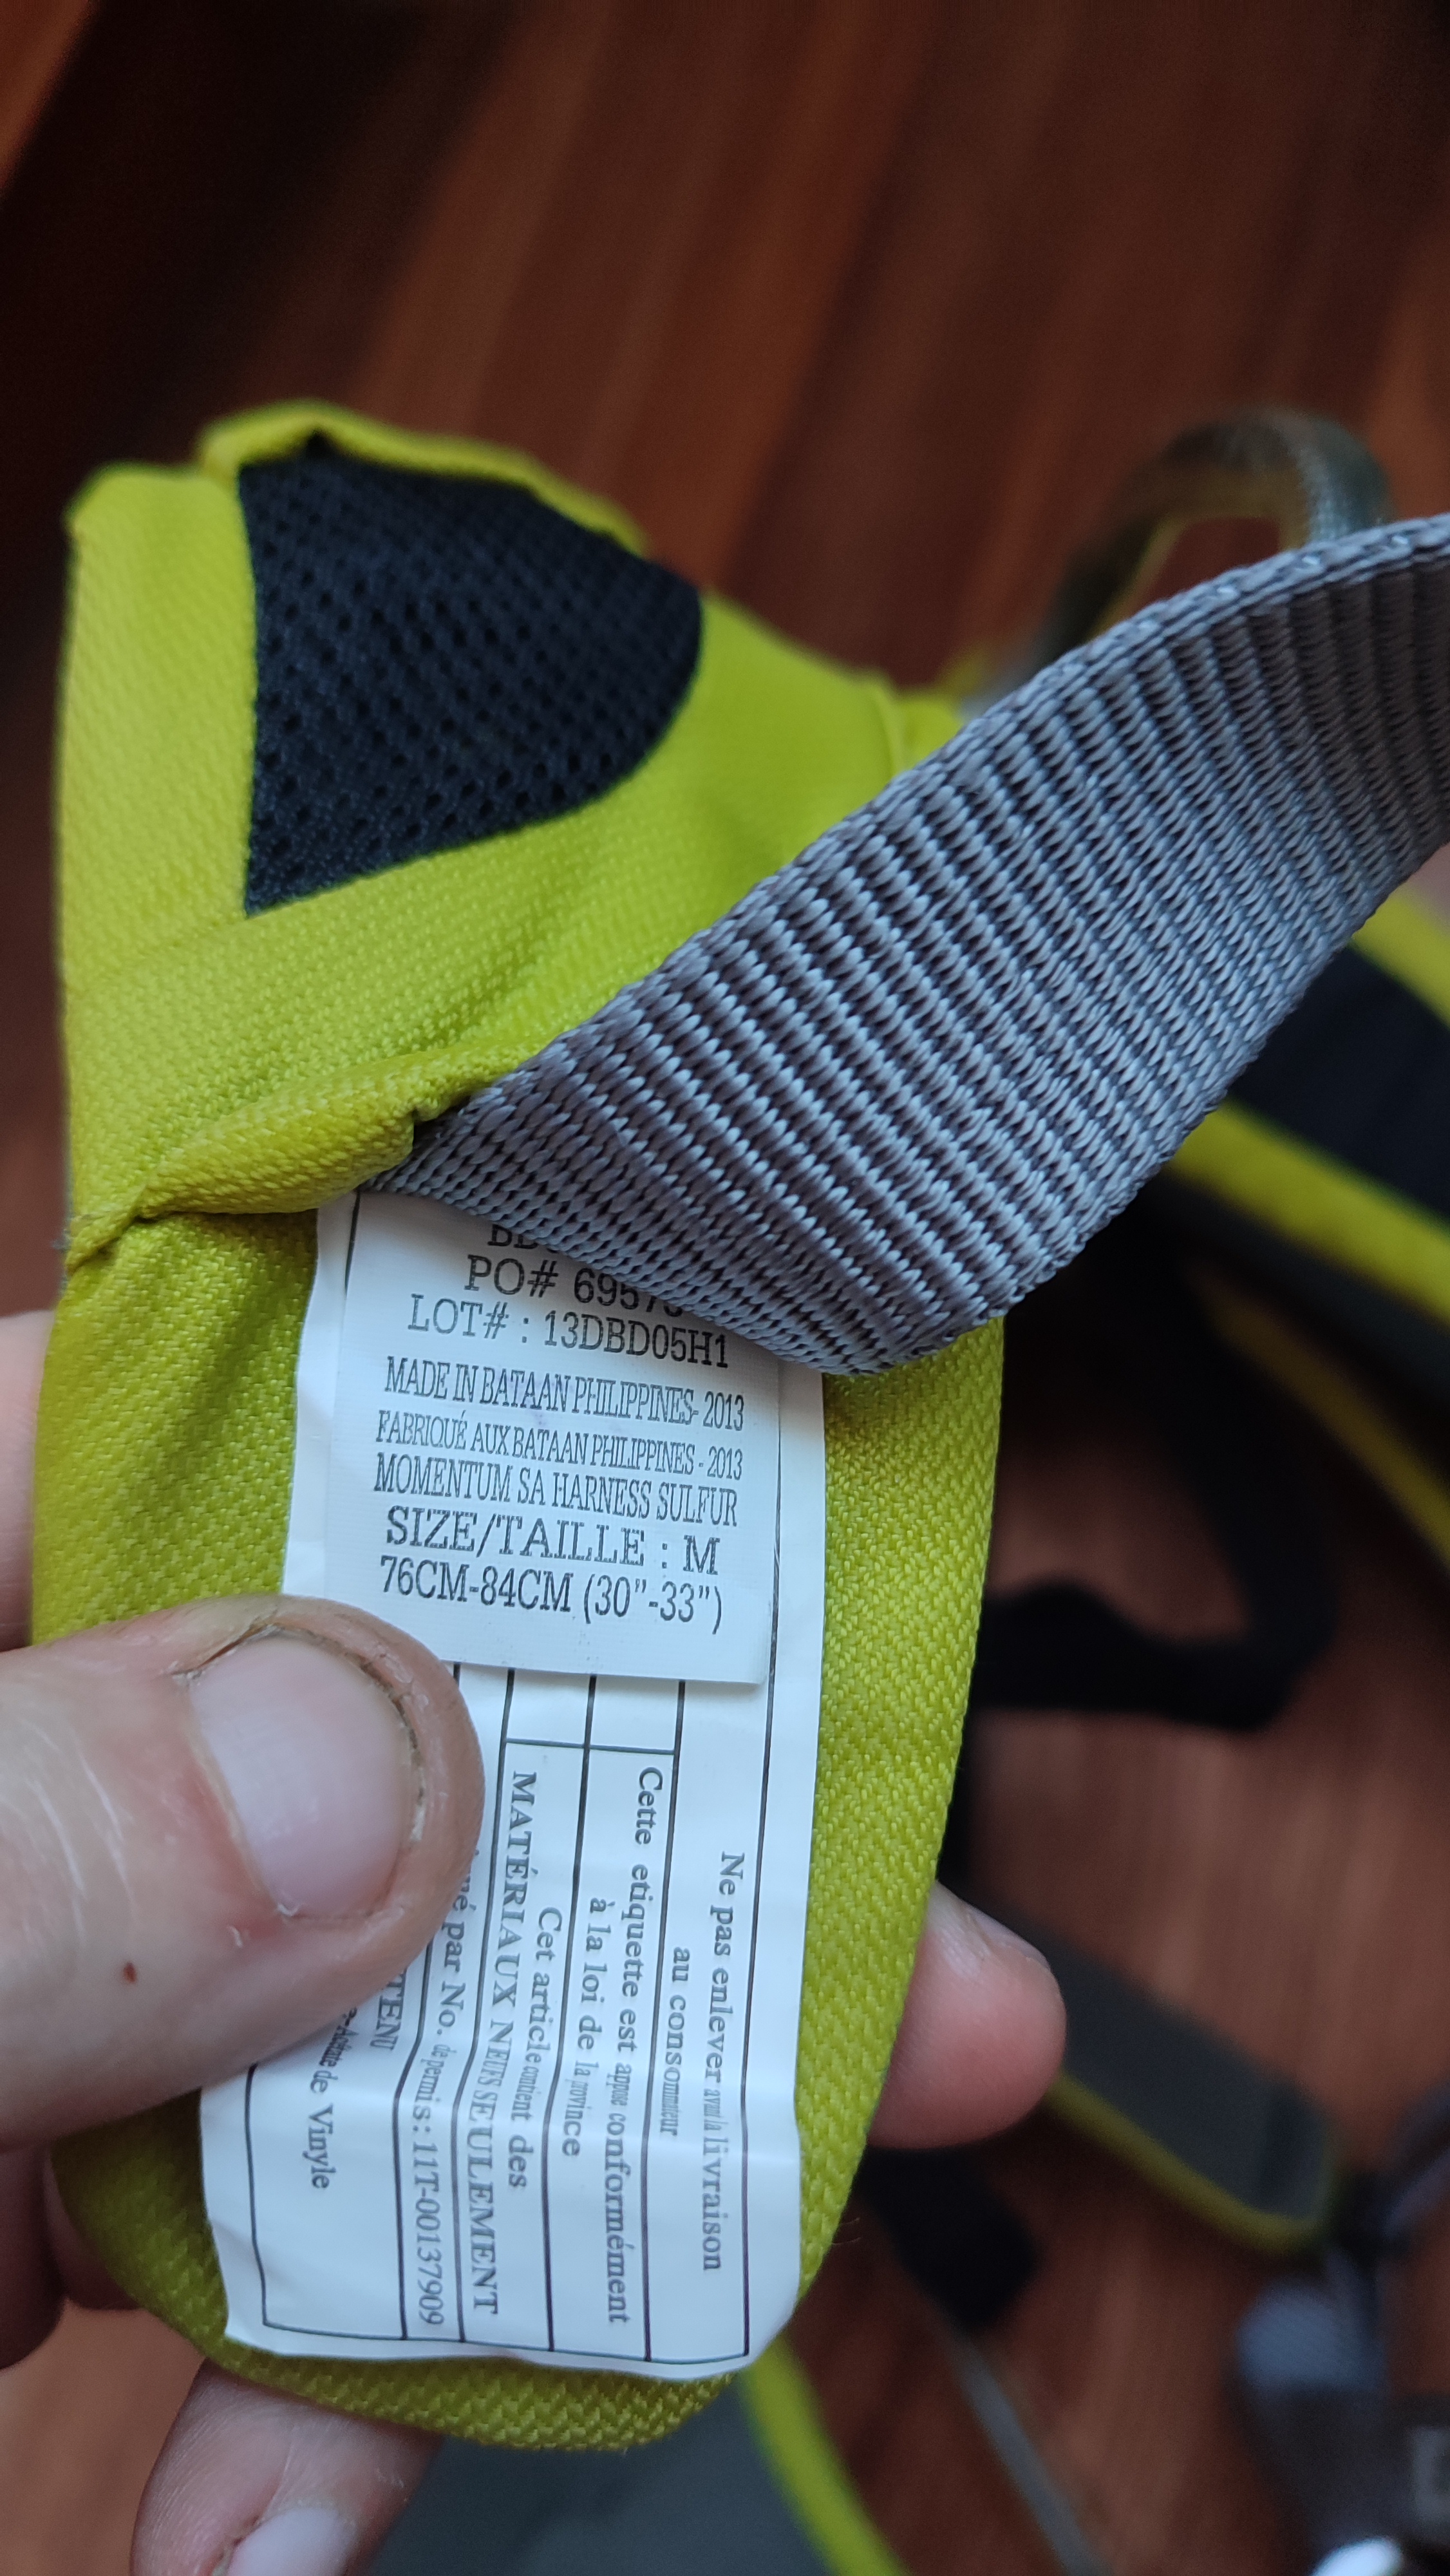 PO# 6957
LOT# : 13DBD05H1
MADE IN BATAAN PHILIPPINES- 2013
FABRIQUÉ AUX BATAAN PHILIPPINES - 2013
MOMENTUM SA HARNESS SULFUR
SIZE/TAILLE : M
76CM-84CM (30"-33")
Ne pas enlever avant la livraison
au consommateur
Cette etiquette est appose conformément
à la loi de la province
Cet article contient des
MATÉRIAUX NEUFS SEULEMENT
par No. de permis: 11T-00137909
de Vinyle